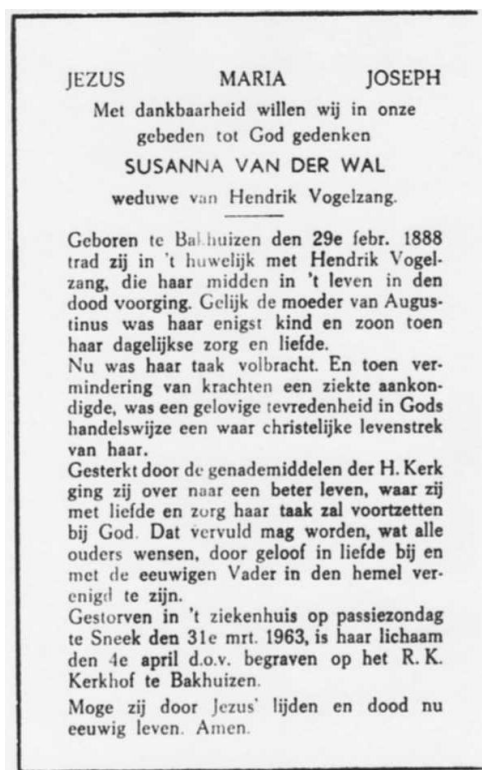 JEZUS MARIA JOSEPH
Met dankbaarheid willen wij in onze
gebeden tot God gedenken
SUSANNA VAN DER WAL
weduwe van Hendrik Vogelzang.
Geboren te Bakhuizen den 29e febr. 1888
trad zij in 't huwelijk met Hendrik Vogel-
zang, die haar midden in 't leven in den
dood voorging. Gelijk de moeder van Augus-
tinus was haar enigst kind en zoon toen
haar dagelijkse zorg en liefde.
Nu was haar taak volbracht. En toen ver-
mindering van krachten een ziekte aankon-
digde, was een gelovige tevredenheid in Gods
handelswijze een waar christelijke levenstrek
van haar.
Gesterkt door de genademiddelen der H. Kerk
ging zij over naar een beter leven, waar zij
met liefde en zorg haar taak zal voortzetten
bij God. Dat vervuld mag worden, wat alle
ouders wensen, door geloof in liefde bij en
met de eeuwigen Vader in den hemel ver-
enigd te zijn.
Gestorven in 't ziekenhuis op passiezondag
te Sneek den 31e mrt. 1963, is haar lichaam
den 4e april d.o.v. begraven op het R. K.
Kerkhof te Bakhuizen.
Moge zij door Jezus' lijden en dood nu
eeuwig leven. Amen.